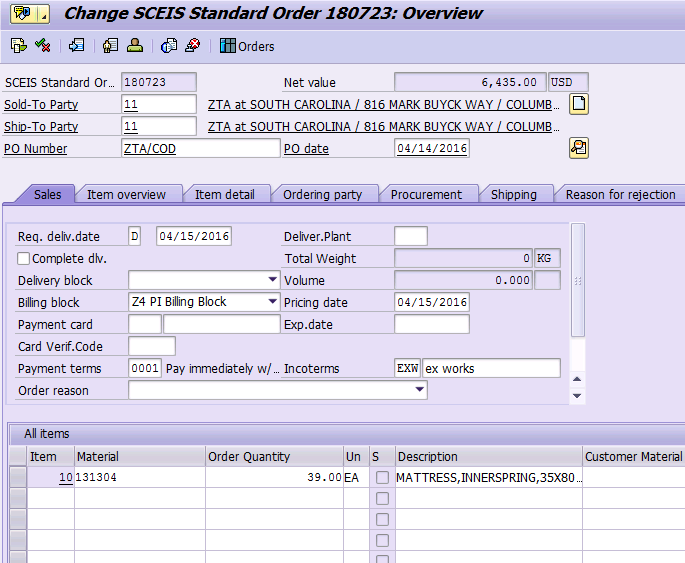 Change SCEIS Standard Order 180723: Overview
Orders
SCEIS Standard Or... 180723 Net value 6,435.00 USD
Sold-To Party 11 ZTA at SOUTH CAROLINA / 816 MARK BUYCK WAY / COLUMB...
Ship-To Party 11 ZTA at SOUTH CAROLINA / 816 MARK BUYCK WAY / COLUMB...
PO Number ZTA/COD PO date 04/14/2016
Sales Item overview Item detail Ordering party Procurement Shipping Reason for rejection
Req. deliv.date D 04/15/2016 Deliver.Plant
Complete dlv. Total Weight 0 KG
Delivery block Volume 0.000
Billing block Z4 PI Billing Block Pricing date 04/15/2016
Payment card Exp.date
Card Verif.Code
Payment terms 0001 Pay immediately w/... Incoterms EXW ex works
Order reason
All items
Item Material Order Quantity Un S Description Customer Material
10 131304 39.00 EA MATTRESS,INNERSPRING,35X80...